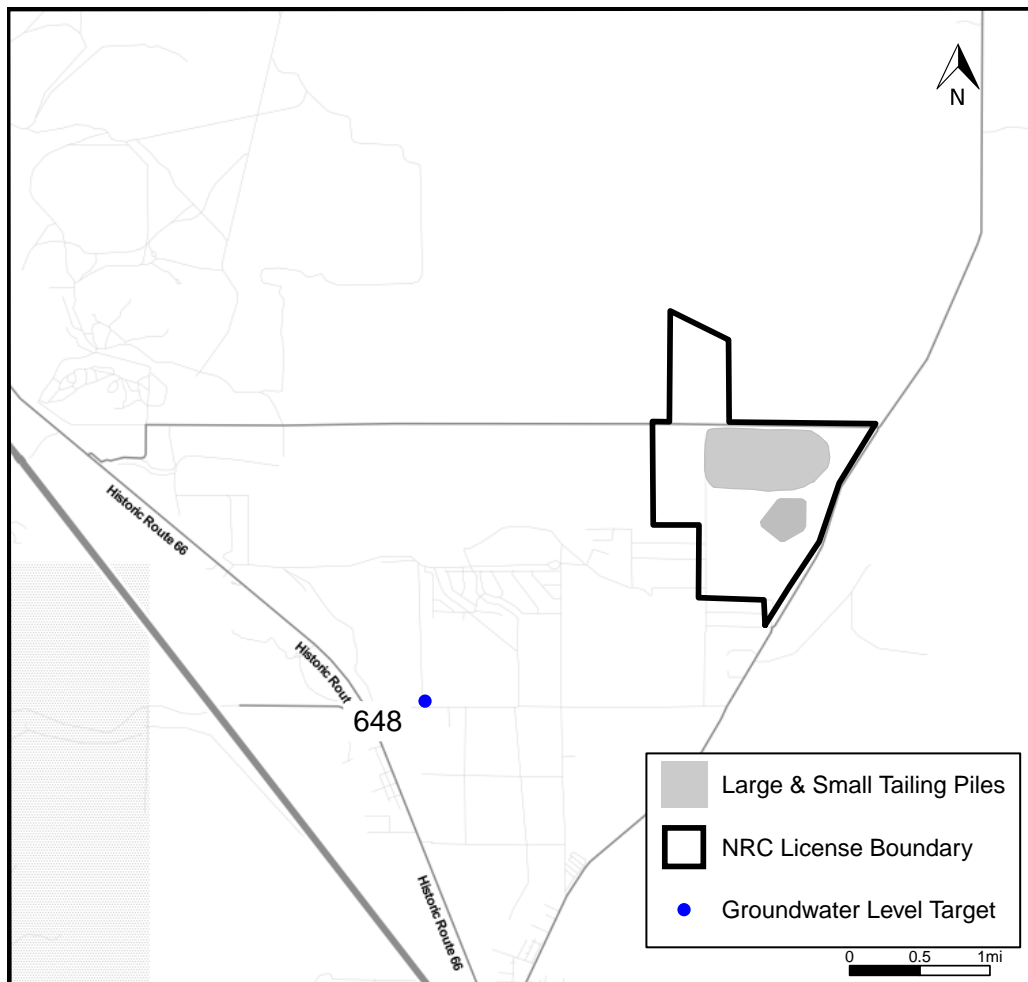 N
Historic Route 66
Historic Rout
648
Historic Route 66
Large & Small Tailing Piles
NRC License Boundary
Groundwater Level Target
0 0.5 1mi